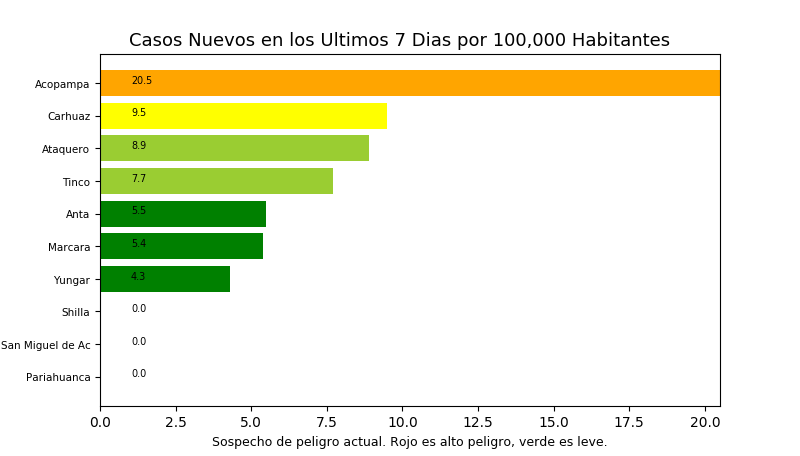 Casos Nuevos en los Ultimos 7 Dias por 100,000 Habitantes
Acopampa 20.5
Carhuaz 9.5
Ataquero 8.9
Tinco 7.7
Anta 5.5
Marcara 5.4
Yungar 4.3
Shilla 0.0
San Miguel de Ac 0.0
Pariahuanca 0.0
0.0 2.5 5.0 7.5 10.0 12.5 15.0 17.5 20.0
Sospecho de peligro actual. Rojo es alto peligro, verde es leve.